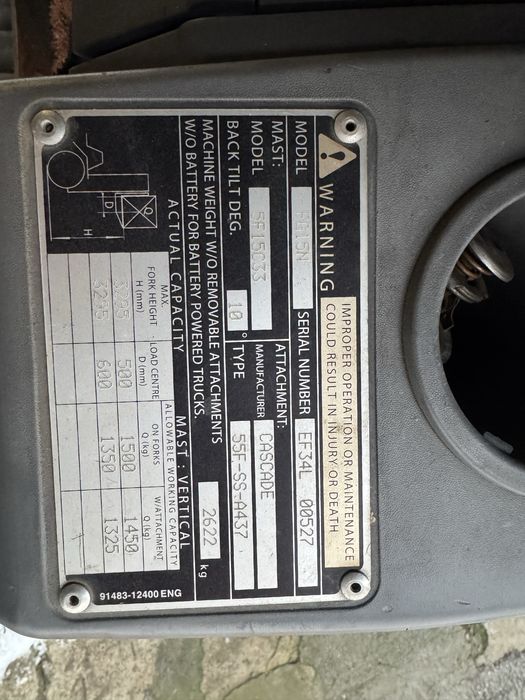 WARNING
IMPROPER OPERATION OR MAINTENANCE
COULD RESULT IN INJURY OR DEATH
MODEL SERIAL NUMBER EF34L 00527
MAST: ATTACHMENT:
MODEL 5F15C33 MANUFACTURER CASCADE
BACK TILT DEG. 10° TYPE 55F-SS-A437
MACHINE WEIGHT W/O REMOVABLE ATTACHMENTS
W/O BATTERY FOR BATTERY POWERED TRUCKS. 2622 kg
ACTUAL CAPACITY MAST : VERTICAL
ALLOWABLE WORKING CAPACITY
MAX. FORK HEIGHT H (mm) LOAD CENTRE D (mm) ON FORKS Q (kg) W/ATTACHMENT Q (kg)
3295 500 1500 1450
3295 600 1350 1325
D Q H
91483-12400 ENG